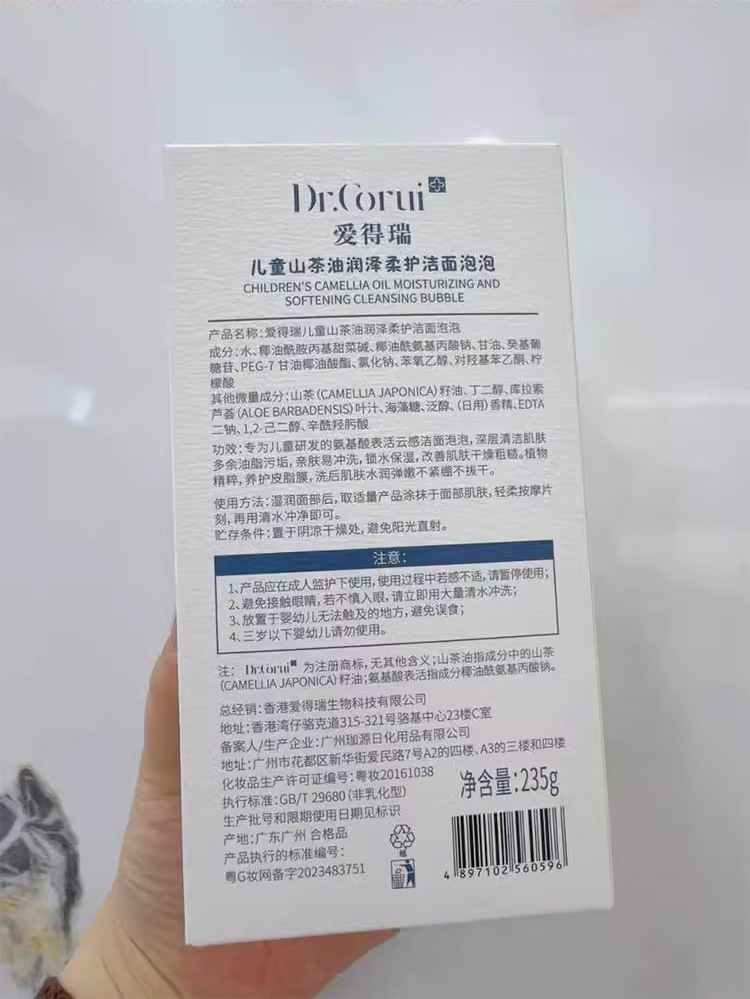 Dr.Corui
爱得瑞
儿童山茶油润泽柔护洁面泡泡
CHILDREN'S CAMELLIA OIL MOISTURIZING AND
SOFTENING CLEANSING BUBBLE
产品名称:爱得瑞儿童山茶油润泽柔护洁面泡泡
成分:水、椰油酰胺丙基甜菜碱、椰油酰氨基丙酸钠、甘油、癸基葡
糖苷、PEG-7 甘油椰油酸酯、氯化钠、苯氧乙醇、对羟基苯乙酮、柠
檬酸
其他微量成分:山茶(CAMELLIA JAPONICA)籽油、丁二醇、库拉索
芦荟(ALOE BARBADENSIS)叶汁、海藻糖、泛醇、(日用)香精、EDTA
二钠、1,2-己二醇、辛酰羟肟酸
功效:专为儿童研发的氨基酸表活云感洁面泡泡,深层清洁肌肤
多余油脂污垢,亲肤易冲洗,锁水保湿,改善肌肤干燥粗糙。植物
精粹,养护皮脂膜,洗后肌肤水润弹嫩不紧绷不拔干。
使用方法:湿润面部后,取适量产品涂抹于面部肌肤,轻柔按摩片
刻,再用清水冲净即可。
贮存条件:置于阴凉干燥处,避免阳光直射。
注意:
1、产品应在成人监护下使用,使用过程中若感不适,请暂停使用;
2、避免接触眼睛,若不慎入眼,请立即用大量清水冲洗;
3、放置于婴幼儿无法触及的地方,避免误食;
4、三岁以下婴幼儿请勿使用。
注: Dr.Corui 为注册商标,无其他含义;山茶油指成分中的山茶
(CAMELLIA JAPONICA)籽油;氨基酸表活指成分椰油酰氨基丙酸钠。
总经销:香港爱得瑞生物科技有限公司
地址:香港湾仔骆克道315-321号骆基中心23楼C室
备案人/生产企业:广州珈源日化用品有限公司
地址:广州市花都区新华街爱民路7号A2的四楼、A3的三楼和四楼
化妆品生产许可证编号:粤妆20161038
执行标准:GB/T 29680(非乳化型)
生产批号和限期使用日期见标识
产地:广东广州 合格品
产品执行的标准编号:
粤G妆网备字2023483751
净含量:235g
纸
4 897102 560596